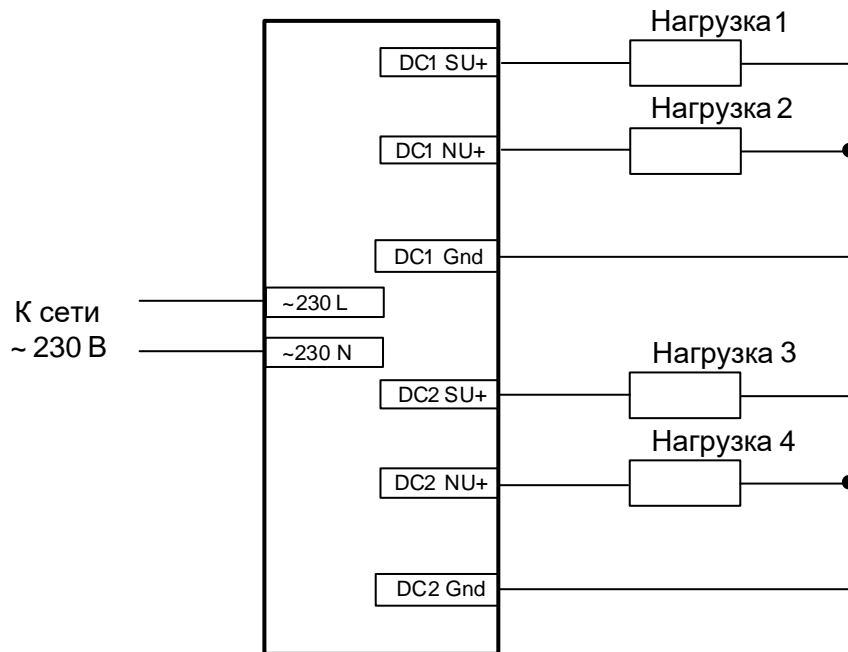 Нагрузка 1
DC1 SU+
Нагрузка 2
DC1 NU+
DC1 Gnd
К сети
~ 230 В
~230 L
~230 N
Нагрузка 3
DC2 SU+
Нагрузка 4
DC2 NU+
DC2 Gnd